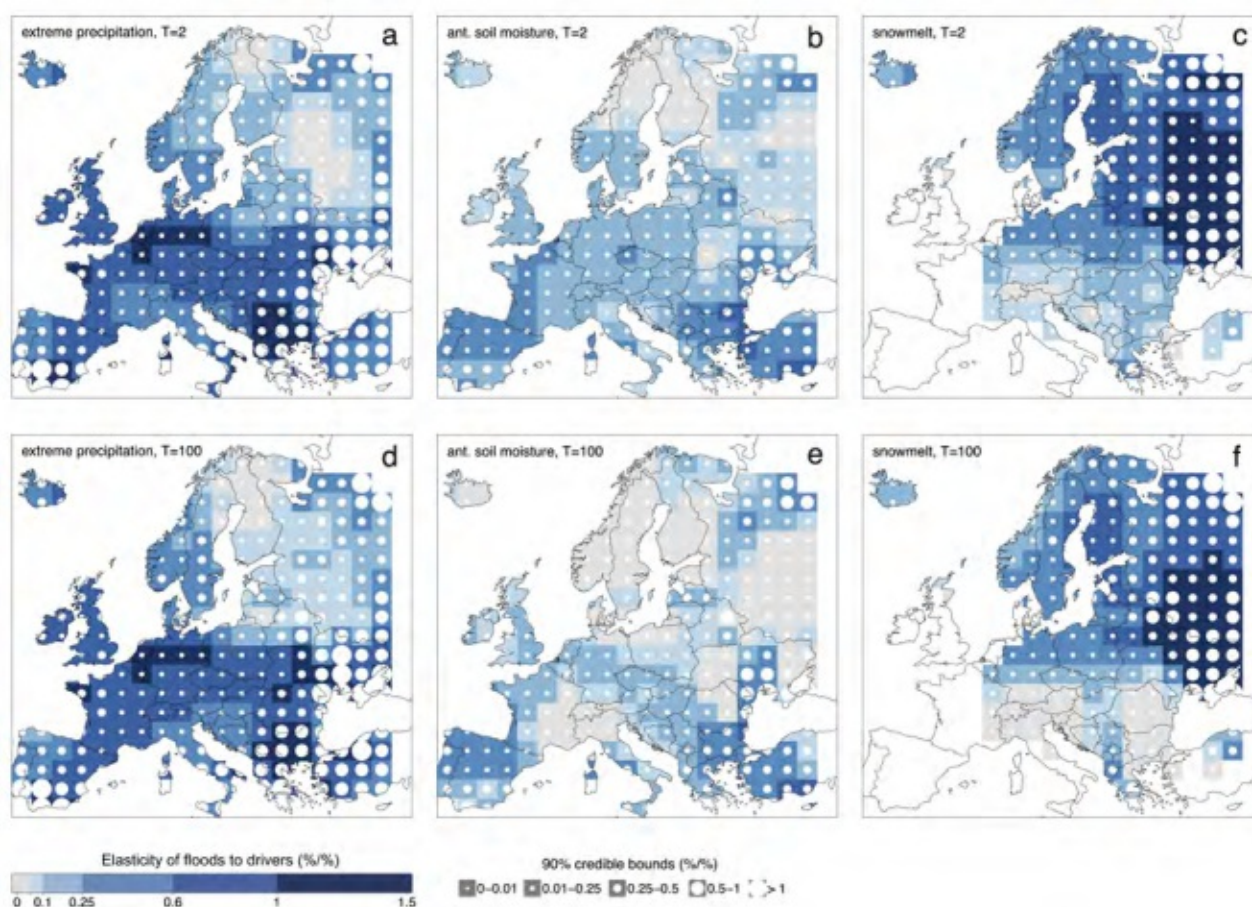 extreme precipitation, T=2 a
ant. soil moisture, T=2 b
snowmelt, T=2 c
extreme precipitation, T=100 d
ant. soil moisture, T=100 e
snowmelt, T=100 f
Elasticity of floods to drivers (%/%)
0 0.1 0.25 0.6 1 1.5
90% credible bounds (%/%)
0–0.01 0.01–0.25 0.25–0.5 0.5–1 > 1